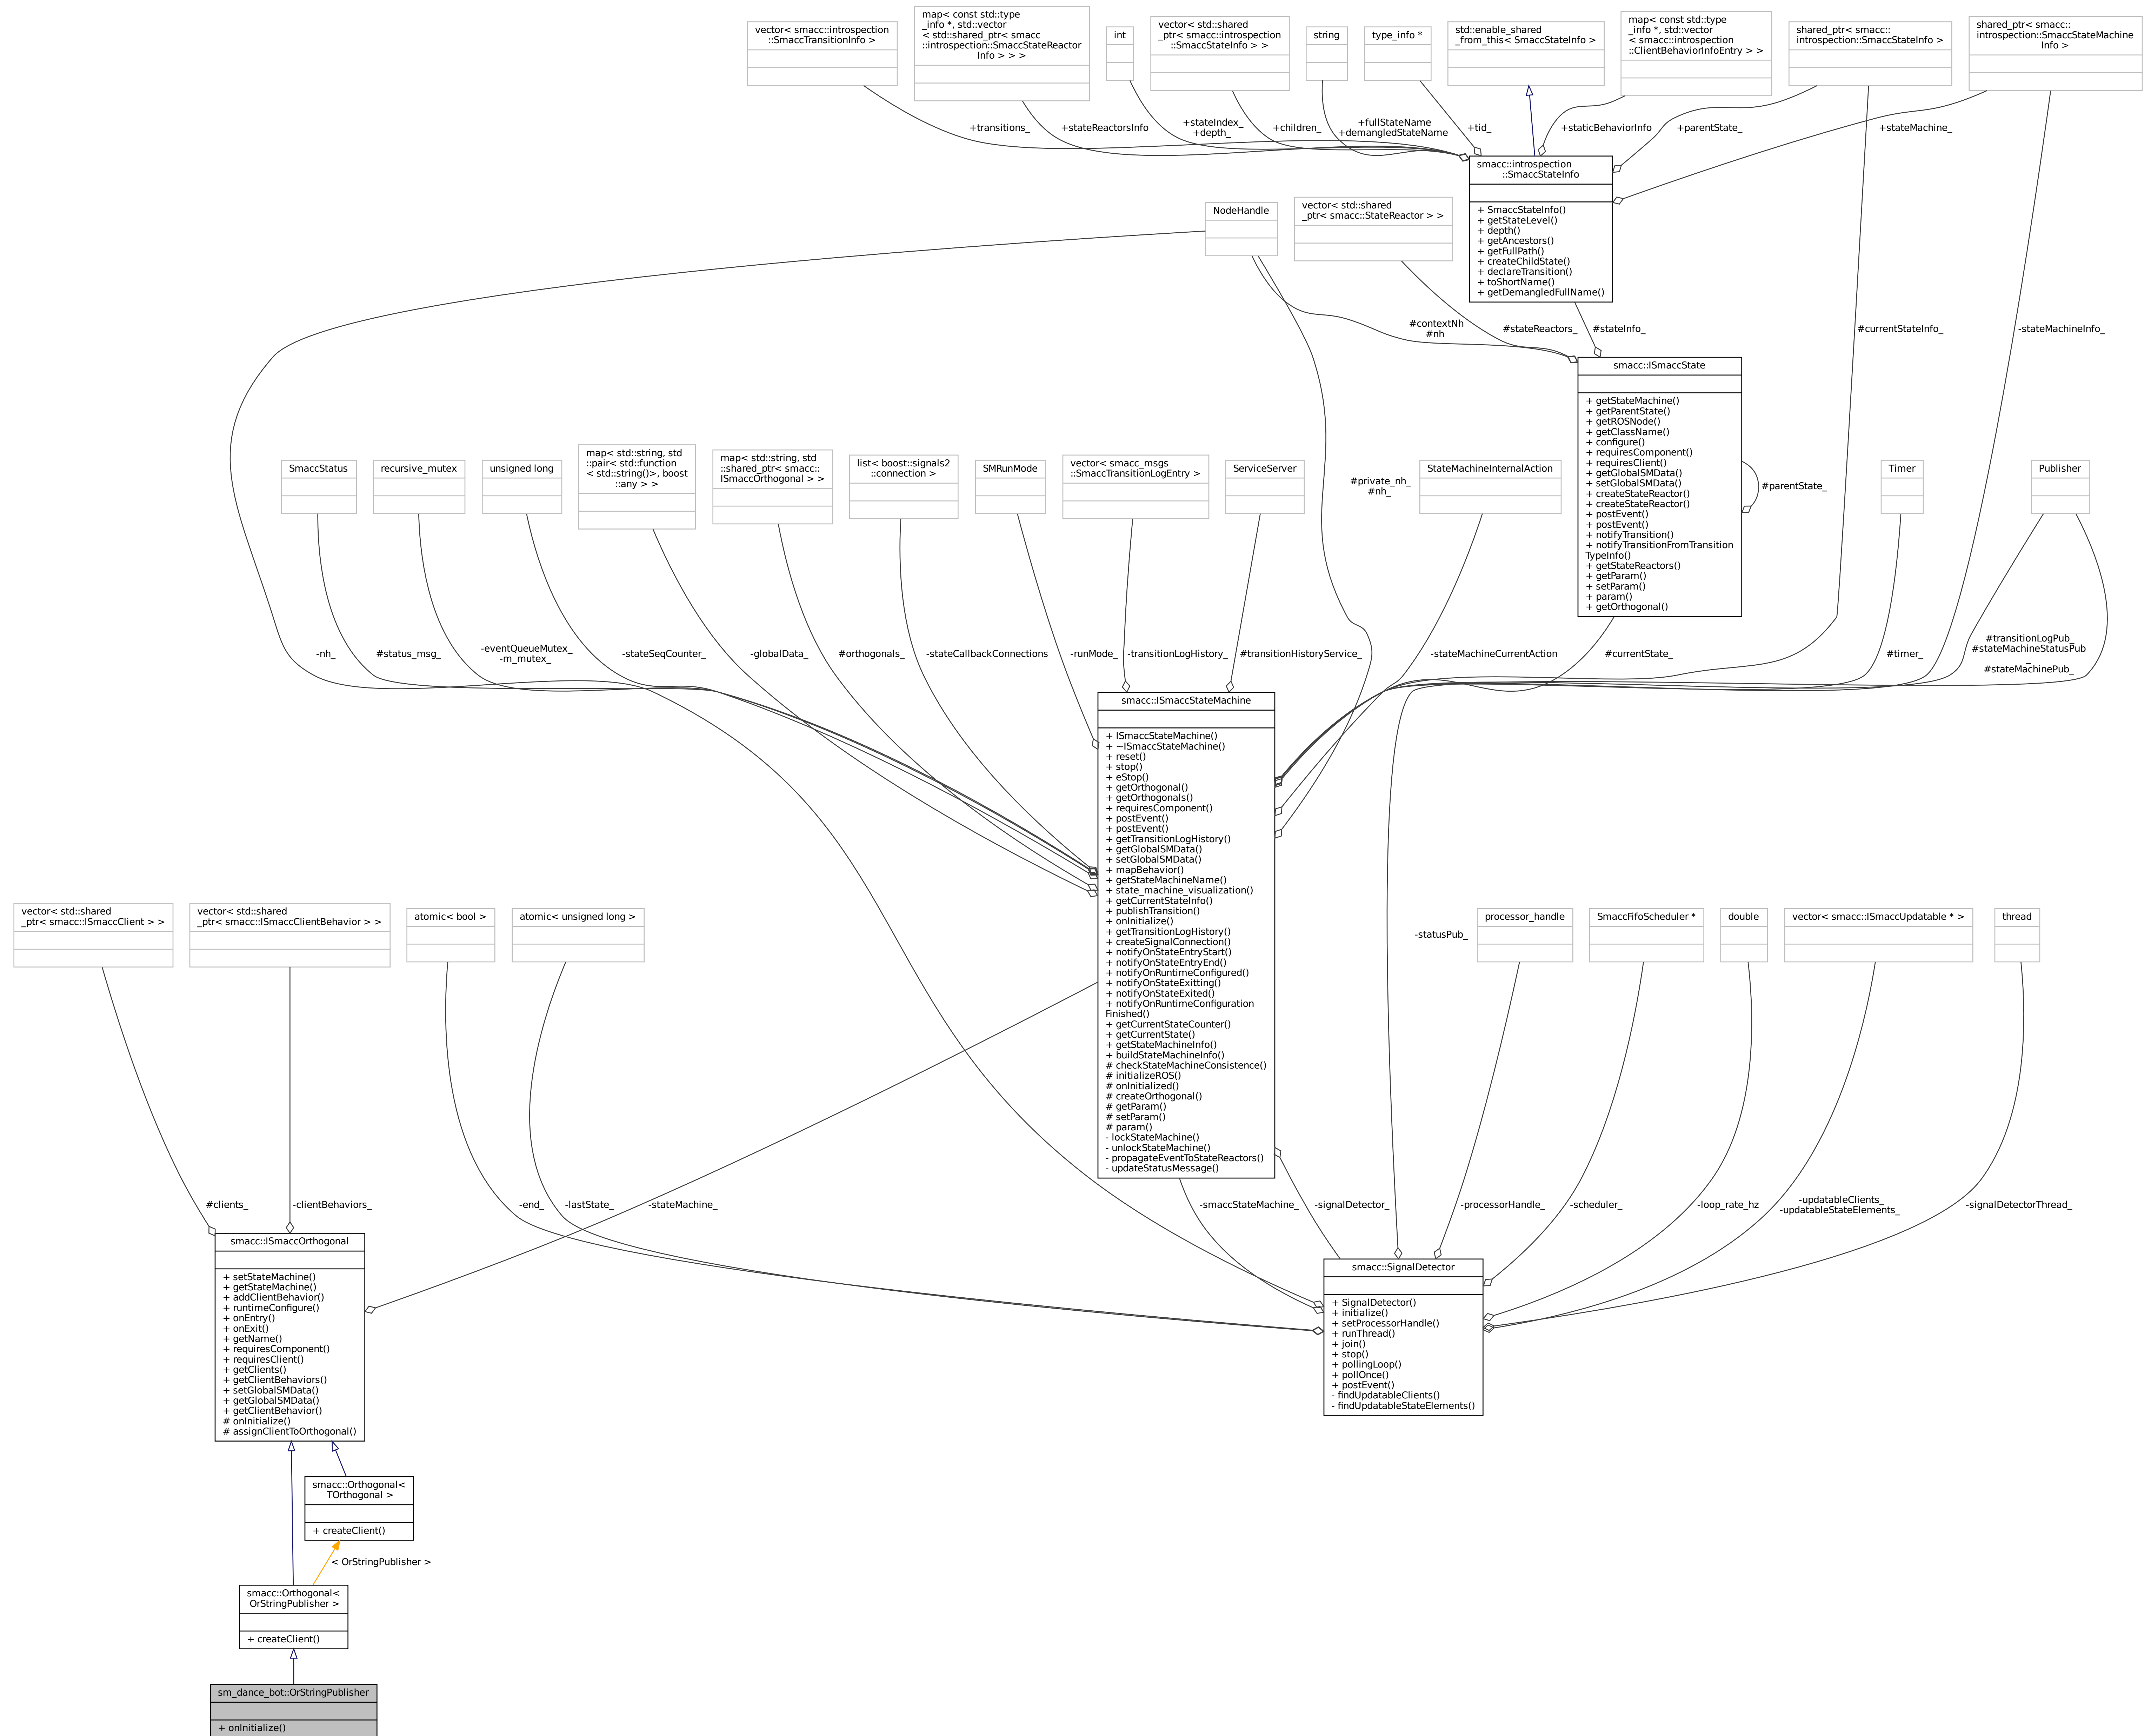 vector< smacc::introspection
::SmaccTransitionInfo >
map< const std::type
_info *, std::vector
< std::shared_ptr< smacc
::introspection::SmaccStateReactor
Info > > >
int
vector< std::shared
_ptr< smacc::introspection
::SmaccStateInfo > >
string
type_info *
std::enable_shared
_from_this< SmaccStateInfo >
map< const std::type
_info *, std::vector
< smacc::introspection
::ClientBehaviorInfoEntry > >
shared_ptr< smacc::
introspection::SmaccStateInfo >
shared_ptr< smacc::
introspection::SmaccStateMachine
Info >
+transitions_
+stateReactorsInfo
+stateIndex_
+depth_
+children_
+fullStateName
+demangledStateName
+tid_
+staticBehaviorInfo
+parentState_
+stateMachine_
smacc::introspection
::SmaccStateInfo
+ SmaccStateInfo()
+ getStateLevel()
+ depth()
+ getAncestors()
+ getFullPath()
+ createChildState()
+ declareTransition()
+ toShortName()
+ getDemangledFullName()
NodeHandle
vector< std::shared
_ptr< smacc::StateReactor > >
#contextNh
#nh
#stateReactors_
#stateInfo_
#currentStateInfo_
-stateMachineInfo_
smacc::ISmaccState
+ getStateMachine()
+ getParentState()
+ getROSNode()
+ getClassName()
+ configure()
+ requiresComponent()
+ requiresClient()
+ getGlobalSMData()
+ setGlobalSMData()
+ createStateReactor()
+ createStateReactor()
+ postEvent()
+ postEvent()
+ notifyTransition()
+ notifyTransitionFromTransition
TypeInfo()
+ getStateReactors()
+ getParam()
+ setParam()
+ param()
+ getOrthogonal()
#parentState_
SmaccStatus
recursive_mutex
unsigned long
map< std::string, std
::pair< std::function
< std::string()>, boost
::any > >
map< std::string, std
::shared_ptr< smacc::
ISmaccOrthogonal > >
list< boost::signals2
::connection >
SMRunMode
vector< smacc_msgs
::SmaccTransitionLogEntry >
ServiceServer
#private_nh_
#nh_
StateMachineInternalAction
Timer
Publisher
-nh_
#status_msg_
-eventQueueMutex_
-m_mutex_
-stateSeqCounter_
-globalData_
#orthogonals_
-stateCallbackConnections
-runMode_
-transitionLogHistory_
#transitionHistoryService_
-stateMachineCurrentAction
#currentState_
#timer_
#transitionLogPub_
#stateMachineStatusPub
_
#stateMachinePub_
smacc::ISmaccStateMachine
+ ISmaccStateMachine()
+ ~ISmaccStateMachine()
+ reset()
+ stop()
+ eStop()
+ getOrthogonal()
+ getOrthogonals()
+ requiresComponent()
+ postEvent()
+ postEvent()
+ getTransitionLogHistory()
+ getGlobalSMData()
+ setGlobalSMData()
+ mapBehavior()
+ getStateMachineName()
+ state_machine_visualization()
+ getCurrentStateInfo()
+ publishTransition()
+ onInitialize()
+ getTransitionLogHistory()
+ createSignalConnection()
+ notifyOnStateEntryStart()
+ notifyOnStateEntryEnd()
+ notifyOnRuntimeConfigured()
+ notifyOnStateExitting()
+ notifyOnStateExited()
+ notifyOnRuntimeConfiguration
Finished()
+ getCurrentStateCounter()
+ getCurrentState()
+ getStateMachineInfo()
+ buildStateMachineInfo()
# checkStateMachineConsistence()
# initializeROS()
# onInitialized()
# createOrthogonal()
# getParam()
# setParam()
# param()
- lockStateMachine()
- unlockStateMachine()
- propagateEventToStateReactors()
- updateStatusMessage()
vector< std::shared
_ptr< smacc::ISmaccClient > >
vector< std::shared
_ptr< smacc::ISmaccClientBehavior > >
atomic< bool >
atomic< unsigned long >
-statusPub_
processor_handle
SmaccFifoScheduler *
double
vector< smacc::ISmaccUpdatable * >
thread
#clients_
-clientBehaviors_
-end_
-lastState_
-stateMachine_
-smaccStateMachine_
-signalDetector_
-processorHandle_
-scheduler_
-loop_rate_hz
-updatableClients_
-updatableStateElements_
-signalDetectorThread_
smacc::ISmaccOrthogonal
+ setStateMachine()
+ getStateMachine()
+ addClientBehavior()
+ runtimeConfigure()
+ onEntry()
+ onExit()
+ getName()
+ requiresComponent()
+ requiresClient()
+ getClients()
+ getClientBehaviors()
+ setGlobalSMData()
+ getGlobalSMData()
+ getClientBehavior()
# onInitialize()
# assignClientToOrthogonal()
smacc::SignalDetector
+ SignalDetector()
+ initialize()
+ setProcessorHandle()
+ runThread()
+ join()
+ stop()
+ pollingLoop()
+ pollOnce()
+ postEvent()
- findUpdatableClients()
- findUpdatableStateElements()
smacc::Orthogonal<
TOrthogonal >
+ createClient()
< OrStringPublisher >
smacc::Orthogonal<
OrStringPublisher >
+ createClient()
sm_dance_bot::OrStringPublisher
+ onInitialize()